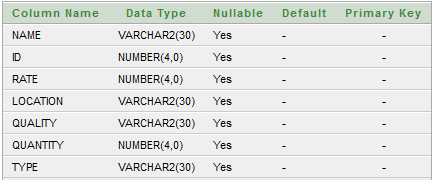 Column Name Data Type Nullable Default Primary Key
NAME VARCHAR2(30) Yes - -
ID NUMBER(4,0) Yes - -
RATE NUMBER(4,0) Yes - -
LOCATION VARCHAR2(30) Yes - -
QUALITY VARCHAR2(30) Yes - -
QUANTITY NUMBER(4,0) Yes - -
TYPE VARCHAR2(30) Yes - -